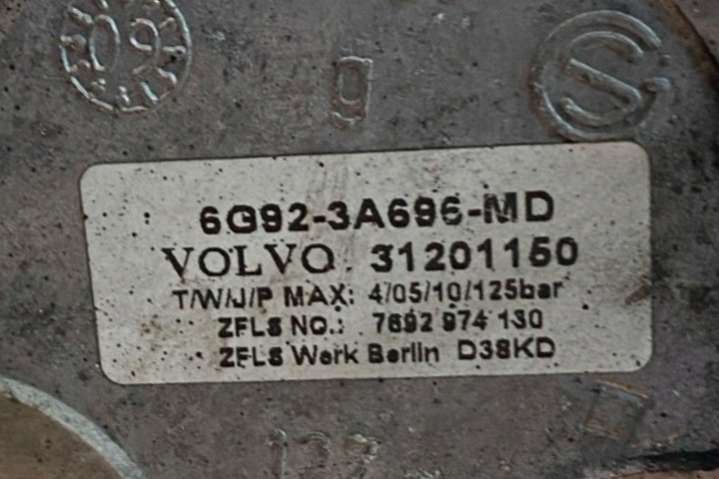 09
g
6G92-3A696-MD
VOLVO 31201150
T/W/J/P MAX: 4/05/10/125bar
ZFLS NO.: 7692 974 130
ZFLS Werk Berlin D38KD